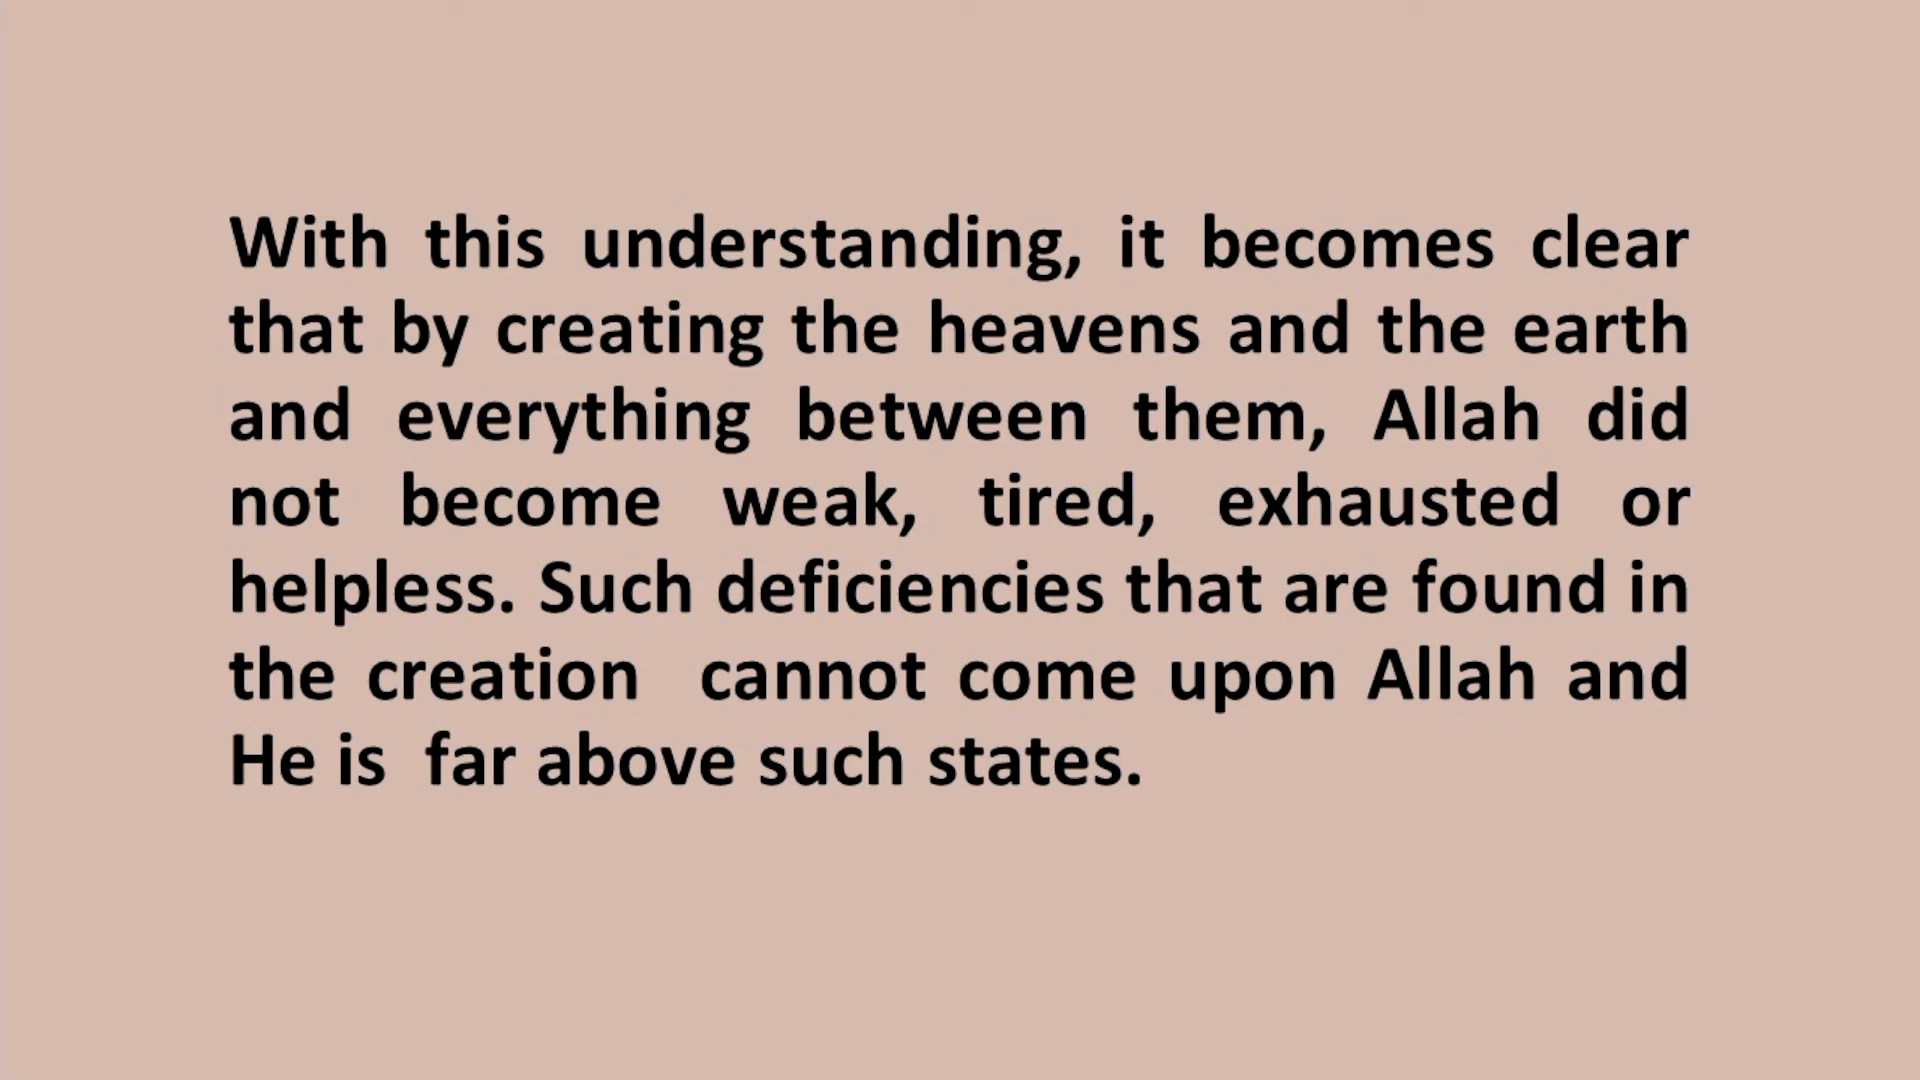 With this understanding, it becomes clear
that by creating the heavens and the earth
and everything between them, Allah did
not become weak, tired, exhausted or
helpless. Such deficiencies that are found in
the creation  cannot come upon Allah and
He is  far above such states.